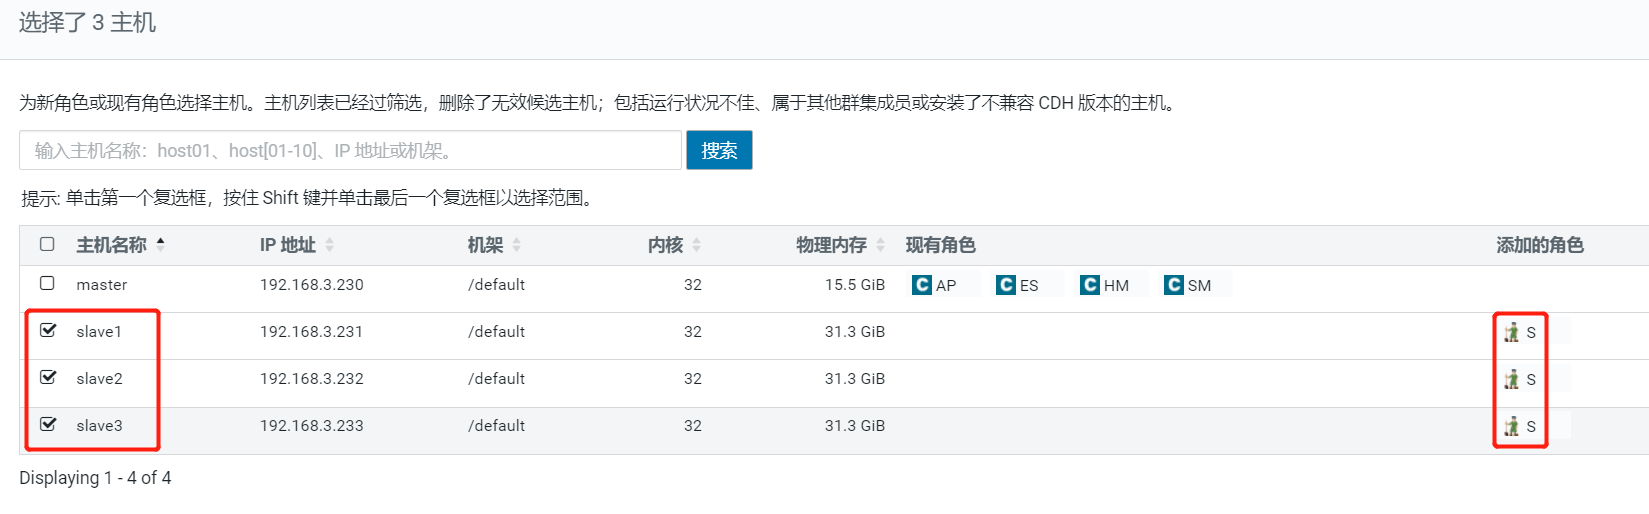 选择了 3 主机
为新角色或现有角色选择主机。主机列表已经过筛选，删除了无效候选主机；包括运行状况不佳、属于其他群集成员或安装了不兼容 CDH 版本的主机。
输入主机名称：host01、host[01-10]、IP 地址或机架。 搜索
提示: 单击第一个复选框，按住 Shift 键并单击最后一个复选框以选择范围。
主机名称 IP 地址 机架 内核 物理内存 现有角色 添加的角色
master 192.168.3.230 /default 32 15.5 GiB C AP C ES C HM C SM
slave1 192.168.3.231 /default 32 31.3 GiB S
slave2 192.168.3.232 /default 32 31.3 GiB S
slave3 192.168.3.233 /default 32 31.3 GiB S
Displaying 1 - 4 of 4